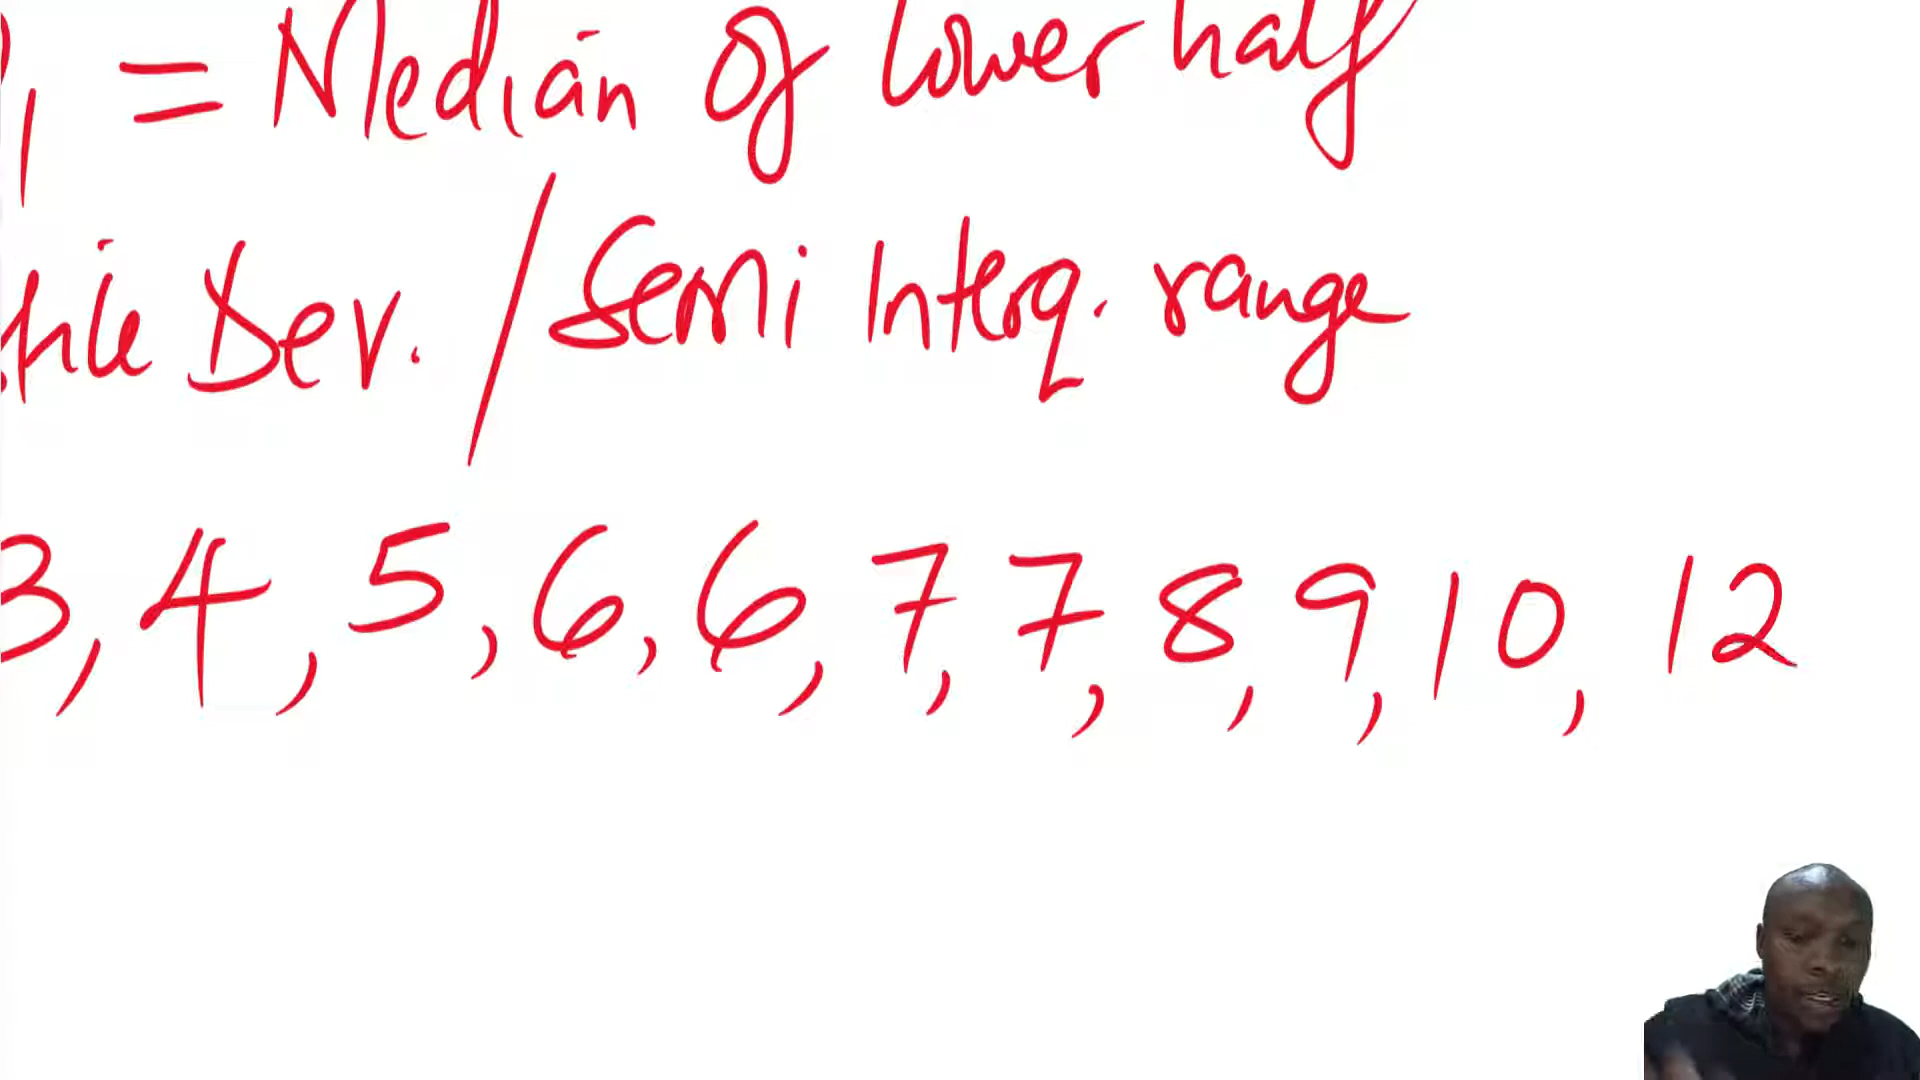 1 = Median of lower half
Dev. / Semi Interq. range
3, 4, 5, 6, 6, 7, 7, 8, 9, 10, 12